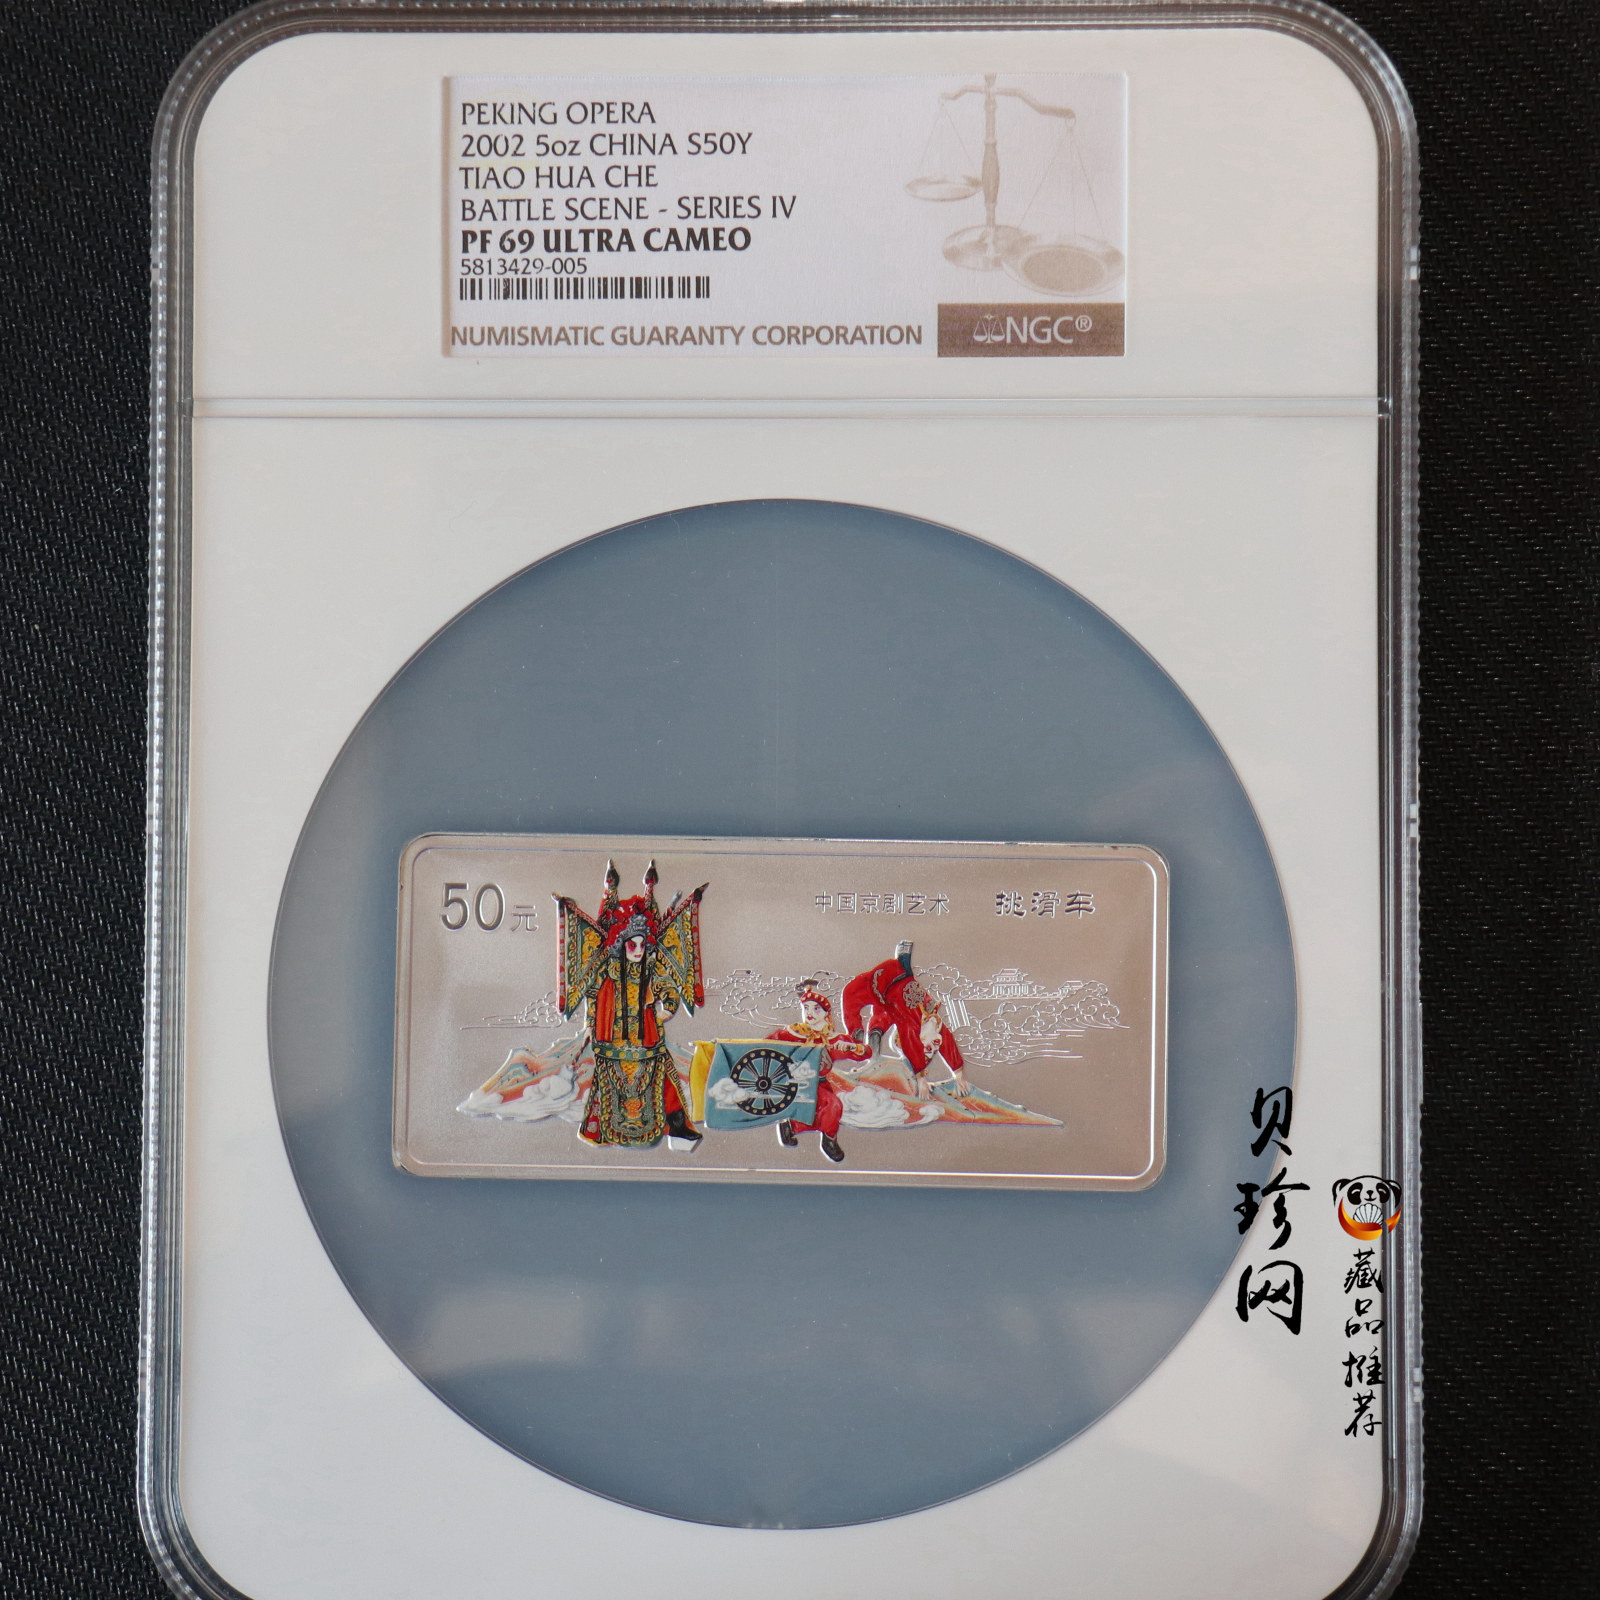 PEKING OPERA
2002 5oz CHINA S50Y
TIAO HUA CHE
BATTLE SCENE - SERIES IV
PF 69 ULTRA CAMEO
5813429-005
NUMISMATIC GUARANTY CORPORATION
NGC®
50元
中国京剧艺术 挑滑车
贝珍网
藏品推荐